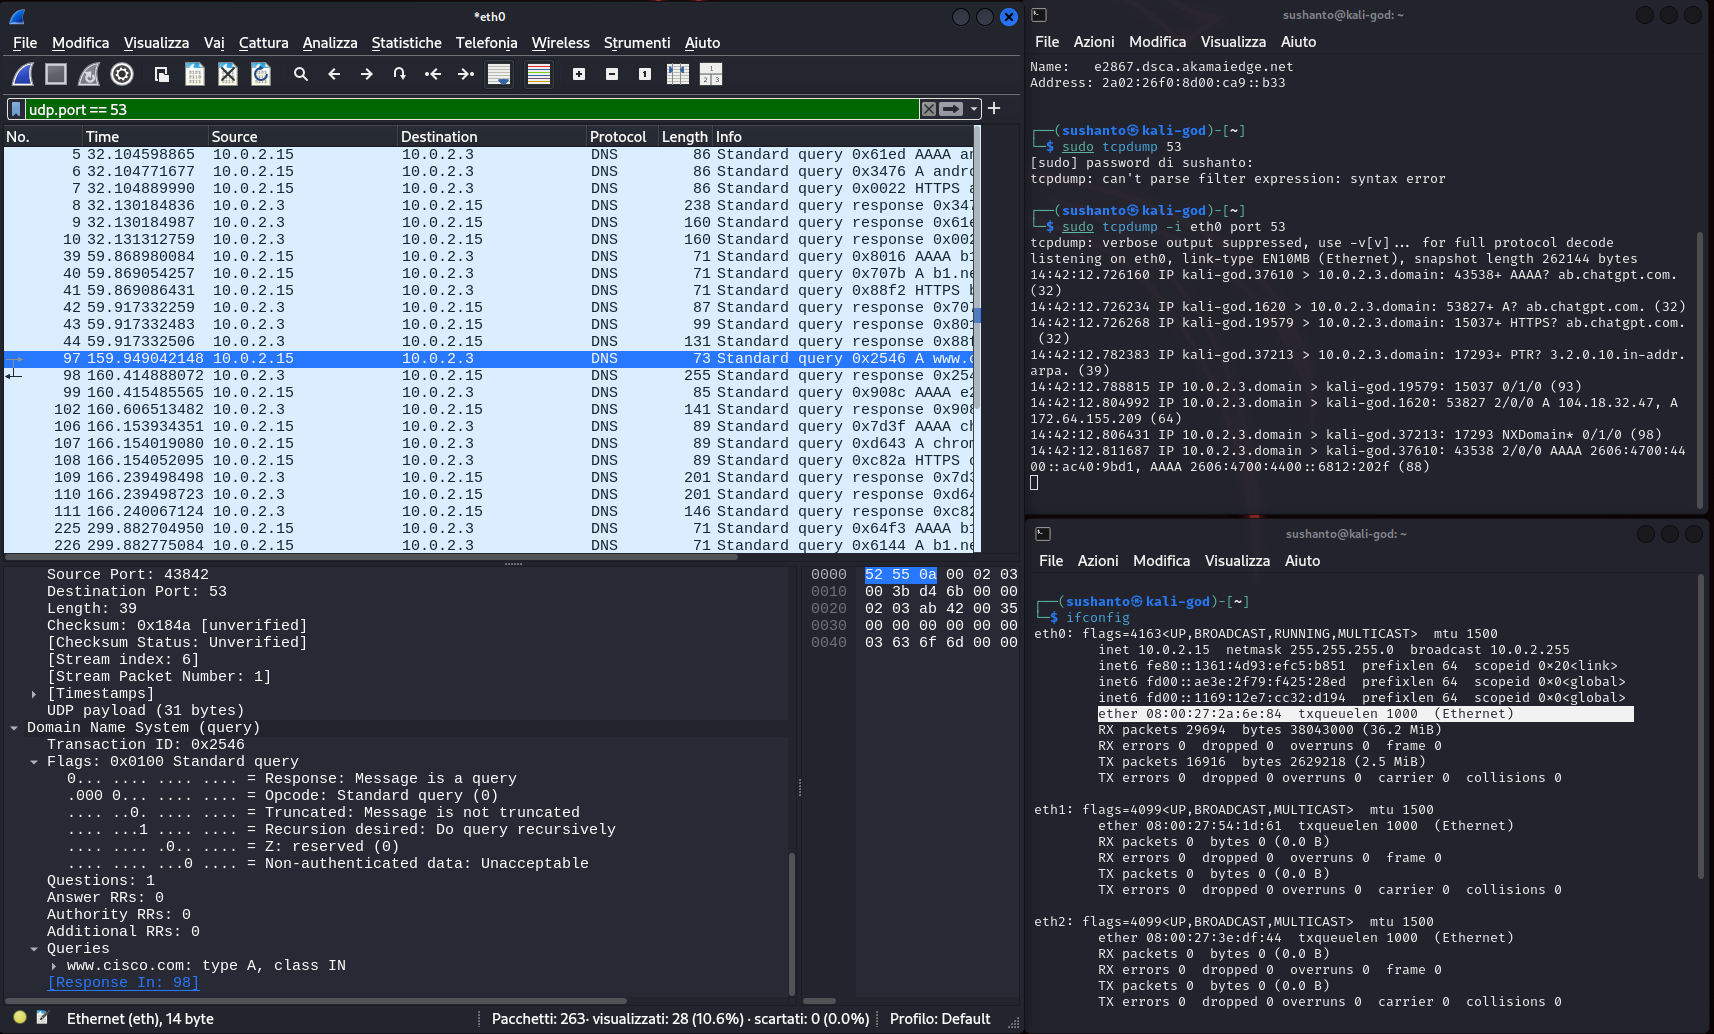 *eth0
File Modifica Visualizza Vai Cattura Analizza Statistiche Telefonia Wireless Strumenti Aiuto
udp.port == 53
No. Time Source Destination Protocol Length Info
5 32.104598865 10.0.2.15 10.0.2.3 DNS 86 Standard query 0x61ed AAAA an
6 32.104771677 10.0.2.15 10.0.2.3 DNS 86 Standard query 0x3476 A andro
7 32.104889990 10.0.2.15 10.0.2.3 DNS 86 Standard query 0x0022 HTTPS a
8 32.130184836 10.0.2.3 10.0.2.15 DNS 238 Standard query response 0x347
9 32.130184987 10.0.2.3 10.0.2.15 DNS 160 Standard query response 0x61e
10 32.131312759 10.0.2.3 10.0.2.15 DNS 160 Standard query response 0x002
39 59.868980084 10.0.2.15 10.0.2.3 DNS 71 Standard query 0x8016 AAAA b1
40 59.869054257 10.0.2.15 10.0.2.3 DNS 71 Standard query 0x707b A b1.ne
41 59.869086431 10.0.2.15 10.0.2.3 DNS 71 Standard query 0x88f2 HTTPS b
42 59.917332259 10.0.2.3 10.0.2.15 DNS 87 Standard query response 0x707
43 59.917332483 10.0.2.3 10.0.2.15 DNS 99 Standard query response 0x801
44 59.917332506 10.0.2.3 10.0.2.15 DNS 131 Standard query response 0x88f
97 159.949042148 10.0.2.15 10.0.2.3 DNS 73 Standard query 0x2546 A www.c
98 160.414888072 10.0.2.3 10.0.2.15 DNS 255 Standard query response 0x254
99 160.415485565 10.0.2.15 10.0.2.3 DNS 85 Standard query 0x908c AAAA e2
102 160.606513482 10.0.2.3 10.0.2.15 DNS 141 Standard query response 0x908
106 166.153934351 10.0.2.15 10.0.2.3 DNS 89 Standard query 0x7d3f AAAA ch
107 166.154019080 10.0.2.15 10.0.2.3 DNS 89 Standard query 0xd643 A chrom
108 166.154052095 10.0.2.15 10.0.2.3 DNS 89 Standard query 0xc82a HTTPS c
109 166.239498498 10.0.2.3 10.0.2.15 DNS 201 Standard query response 0x7d3
110 166.239498723 10.0.2.3 10.0.2.15 DNS 201 Standard query response 0xd64
111 166.240067124 10.0.2.3 10.0.2.15 DNS 146 Standard query response 0xc82
225 299.882704950 10.0.2.15 10.0.2.3 DNS 71 Standard query 0x64f3 AAAA b1
226 299.882775084 10.0.2.15 10.0.2.3 DNS 71 Standard query 0x6144 A b1.ne
Source Port: 43842
Destination Port: 53
Length: 39
Checksum: 0x184a [unverified]
[Checksum Status: Unverified]
[Stream index: 6]
[Stream Packet Number: 1]
[Timestamps]
UDP payload (31 bytes)
Domain Name System (query)
Transaction ID: 0x2546
Flags: 0x0100 Standard query
0... .... .... .... = Response: Message is a query
.000 0... .... .... = Opcode: Standard query (0)
.... ..0. .... .... = Truncated: Message is not truncated
.... ...1 .... .... = Recursion desired: Do query recursively
.... .... .0.. .... = Z: reserved (0)
.... .... ...0 .... = Non-authenticated data: Unacceptable
Questions: 1
Answer RRs: 0
Authority RRs: 0
Additional RRs: 0
Queries
www.cisco.com: type A, class IN
[Response In: 98]
0000 52 55 0a 00 02 03
0010 00 3b d4 6b 00 00
0020 02 03 ab 42 00 35
0030 00 00 00 00 00 00
0040 03 63 6f 6d 00 00
Ethernet (eth), 14 byte
Pacchetti: 263· visualizzati: 28 (10.6%) · scartati: 0 (0.0%)
Profilo: Default
sushanto@kali-god: ~
File Azioni Modifica Visualizza Aiuto
Name: e2867.dsca.akamaiedge.net
Address: 2a02:26f0:8d00:ca9::b33
┌──(sushanto㉿kali-god)-[~]
└─$ sudo tcpdump 53
[sudo] password di sushanto:
tcpdump: can't parse filter expression: syntax error
┌──(sushanto㉿kali-god)-[~]
└─$ sudo tcpdump -i eth0 port 53
tcpdump: verbose output suppressed, use -v[v]... for full protocol decode
listening on eth0, link-type EN10MB (Ethernet), snapshot length 262144 bytes
14:42:12.726160 IP kali-god.37610 > 10.0.2.3.domain: 43538+ AAAA? ab.chatgpt.com.
(32)
14:42:12.726234 IP kali-god.1620 > 10.0.2.3.domain: 53827+ A? ab.chatgpt.com. (32)
14:42:12.726268 IP kali-god.19579 > 10.0.2.3.domain: 15037+ HTTPS? ab.chatgpt.com.
(32)
14:42:12.782383 IP kali-god.37213 > 10.0.2.3.domain: 17293+ PTR? 3.2.0.10.in-addr.
arpa. (39)
14:42:12.788815 IP 10.0.2.3.domain > kali-god.19579: 15037 0/1/0 (93)
14:42:12.804992 IP 10.0.2.3.domain > kali-god.1620: 53827 2/0/0 A 104.18.32.47, A
172.64.155.209 (64)
14:42:12.806431 IP 10.0.2.3.domain > kali-god.37213: 17293 NXDomain* 0/1/0 (98)
14:42:12.811687 IP 10.0.2.3.domain > kali-god.37610: 43538 2/0/0 AAAA 2606:4700:44
00::ac40:9bd1, AAAA 2606:4700:4400::6812:202f (88)
sushanto@kali-god: ~
File Azioni Modifica Visualizza Aiuto
┌──(sushanto㉿kali-god)-[~]
└─$ ifconfig
eth0: flags=4163<UP,BROADCAST,RUNNING,MULTICAST> mtu 1500
inet 10.0.2.15 netmask 255.255.255.0 broadcast 10.0.2.255
inet6 fe80::1361:4d93:efc5:b851 prefixlen 64 scopeid 0×20<link>
inet6 fd00::ae3e:2f79:f425:28ed prefixlen 64 scopeid 0×0<global>
inet6 fd00::1169:12e7:cc32:d194 prefixlen 64 scopeid 0×0<global>
ether 08:00:27:2a:6e:84 txqueuelen 1000 (Ethernet)
RX packets 29694 bytes 38043000 (36.2 MiB)
RX errors 0 dropped 0 overruns 0 frame 0
TX packets 16916 bytes 2629218 (2.5 MiB)
TX errors 0 dropped 0 overruns 0 carrier 0 collisions 0
eth1: flags=4099<UP,BROADCAST,MULTICAST> mtu 1500
ether 08:00:27:54:1d:61 txqueuelen 1000 (Ethernet)
RX packets 0 bytes 0 (0.0 B)
RX errors 0 dropped 0 overruns 0 frame 0
TX packets 0 bytes 0 (0.0 B)
TX errors 0 dropped 0 overruns 0 carrier 0 collisions 0
eth2: flags=4099<UP,BROADCAST,MULTICAST> mtu 1500
ether 08:00:27:3e:df:44 txqueuelen 1000 (Ethernet)
RX packets 0 bytes 0 (0.0 B)
RX errors 0 dropped 0 overruns 0 frame 0
TX packets 0 bytes 0 (0.0 B)
TX errors 0 dropped 0 overruns 0 carrier 0 collisions 0